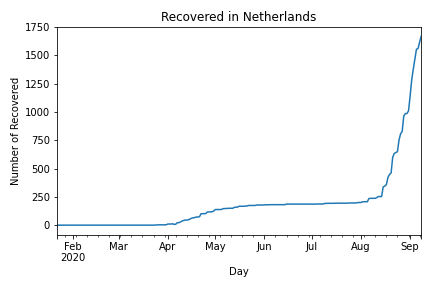 Recovered in Netherlands
Number of Recovered
1750
1500
1250
1000
750
500
250
0
Feb Mar Apr May Jun Jul Aug Sep
2020
Day